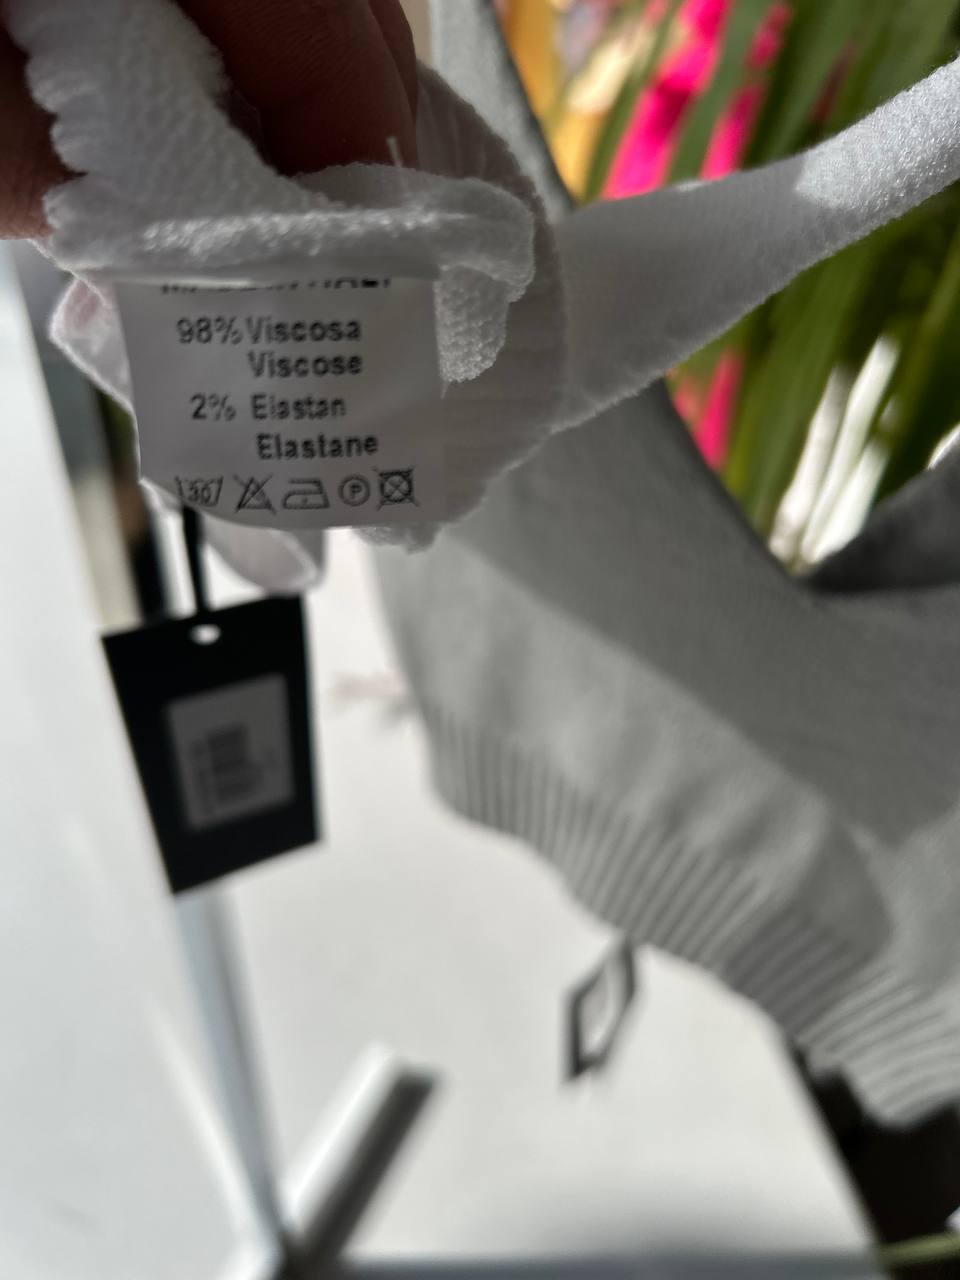 98% Viscosa
Viscose
2% Elastan
Elastane
30 P